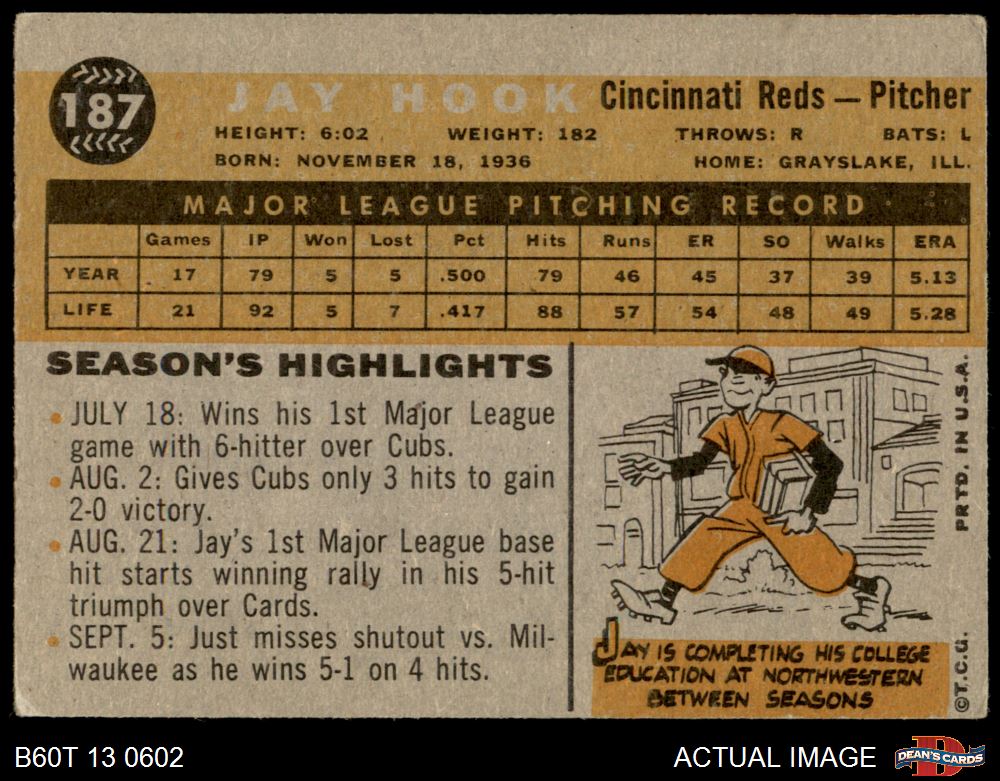 187
JAY HOOK Cincinnati Reds — Pitcher
HEIGHT: 6:02 WEIGHT: 182 THROWS: R BATS: L
BORN: NOVEMBER 18, 1936 HOME: GRAYSLAKE, ILL.
MAJOR LEAGUE PITCHING RECORD
Games IP Won Lost Pct Hits Runs ER SO Walks ERA
YEAR 17 79 5 5 .500 79 46 45 37 39 5.13
LIFE 21 92 5 7 .417 88 57 54 48 49 5.28
SEASON'S HIGHLIGHTS
• JULY 18: Wins his 1st Major League
game with 6-hitter over Cubs.
• AUG. 2: Gives Cubs only 3 hits to gain
2-0 victory.
• AUG. 21: Jay's 1st Major League base
hit starts winning rally in his 5-hit
triumph over Cards.
• SEPT. 5: Just misses shutout vs. Mil-
waukee as he wins 5-1 on 4 hits.
JAY IS COMPLETING HIS COLLEGE
EDUCATION AT NORTHWESTERN
BETWEEN SEASONS
©T.C.G. PRTD. IN U.S.A.
B60T 13 0602 ACTUAL IMAGE
DEAN'S CARDS